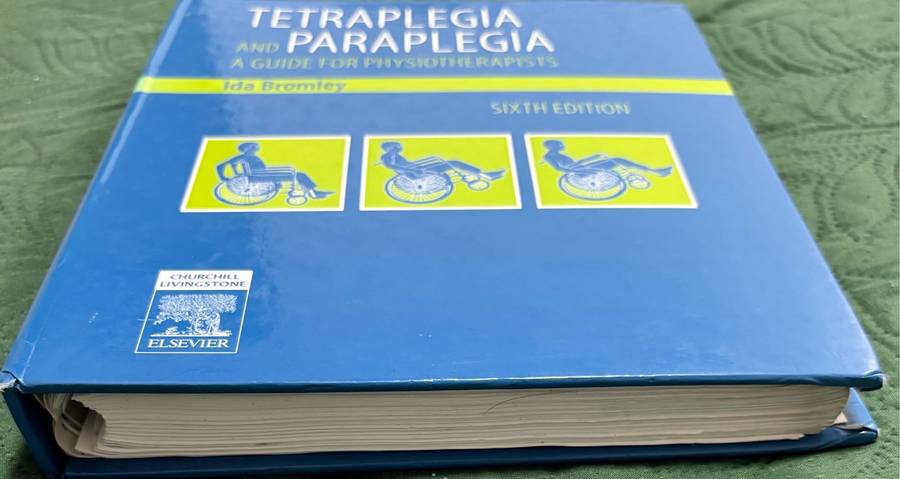 TETRAPLEGIA
AND PARAPLEGIA
A GUIDE FOR PHYSIOTHERAPISTS
Ida Bromley
SIXTH EDITION
CHURCHILL
LIVINGSTONE
ELSEVIER